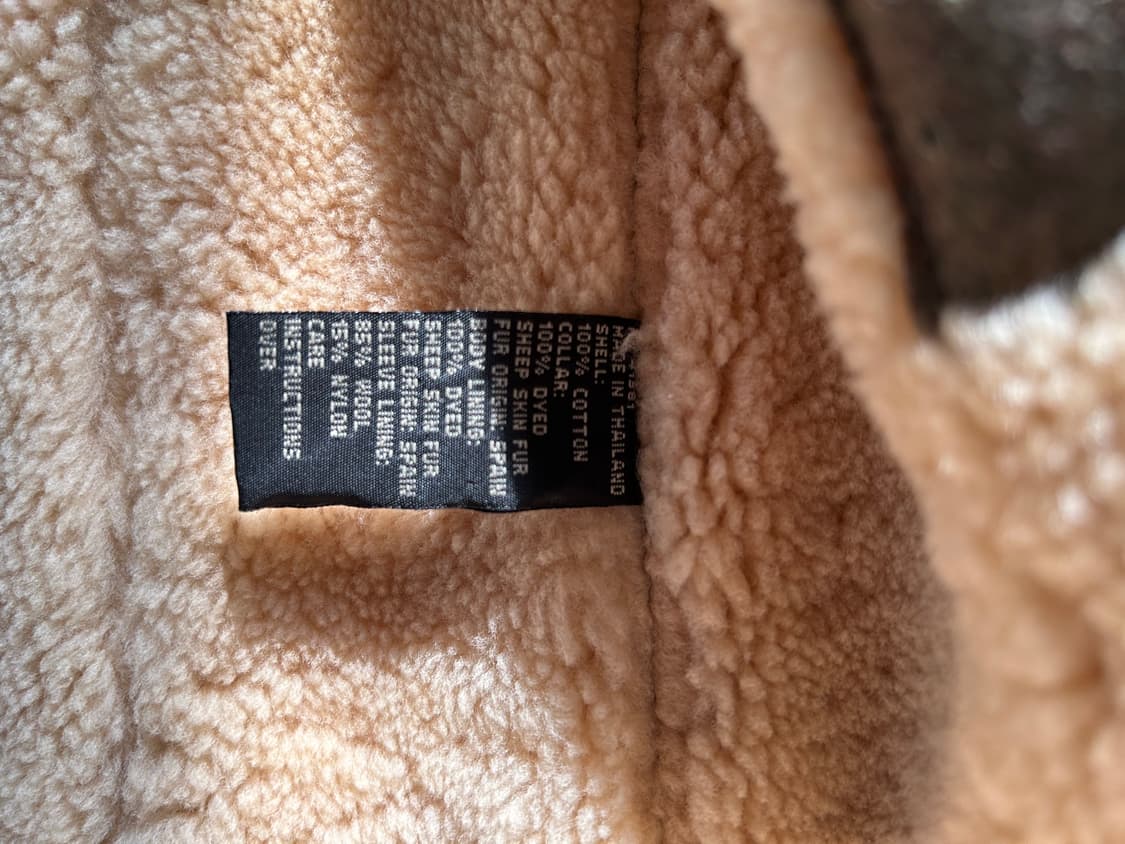 MADE IN THAILAND
SHELL:
100% COTTON
COLLAR:
100% DYED
SHEEP SKIN FUR
FUR ORIGIN SPAIN
BODY LINING:
100% DYED
SHEEP SKIN FUR
FUR ORIGIN SPAIN
SLEEVE LINING:
85% WOOL
15% NYLON
CARE
INSTRUCTIONS
OVER